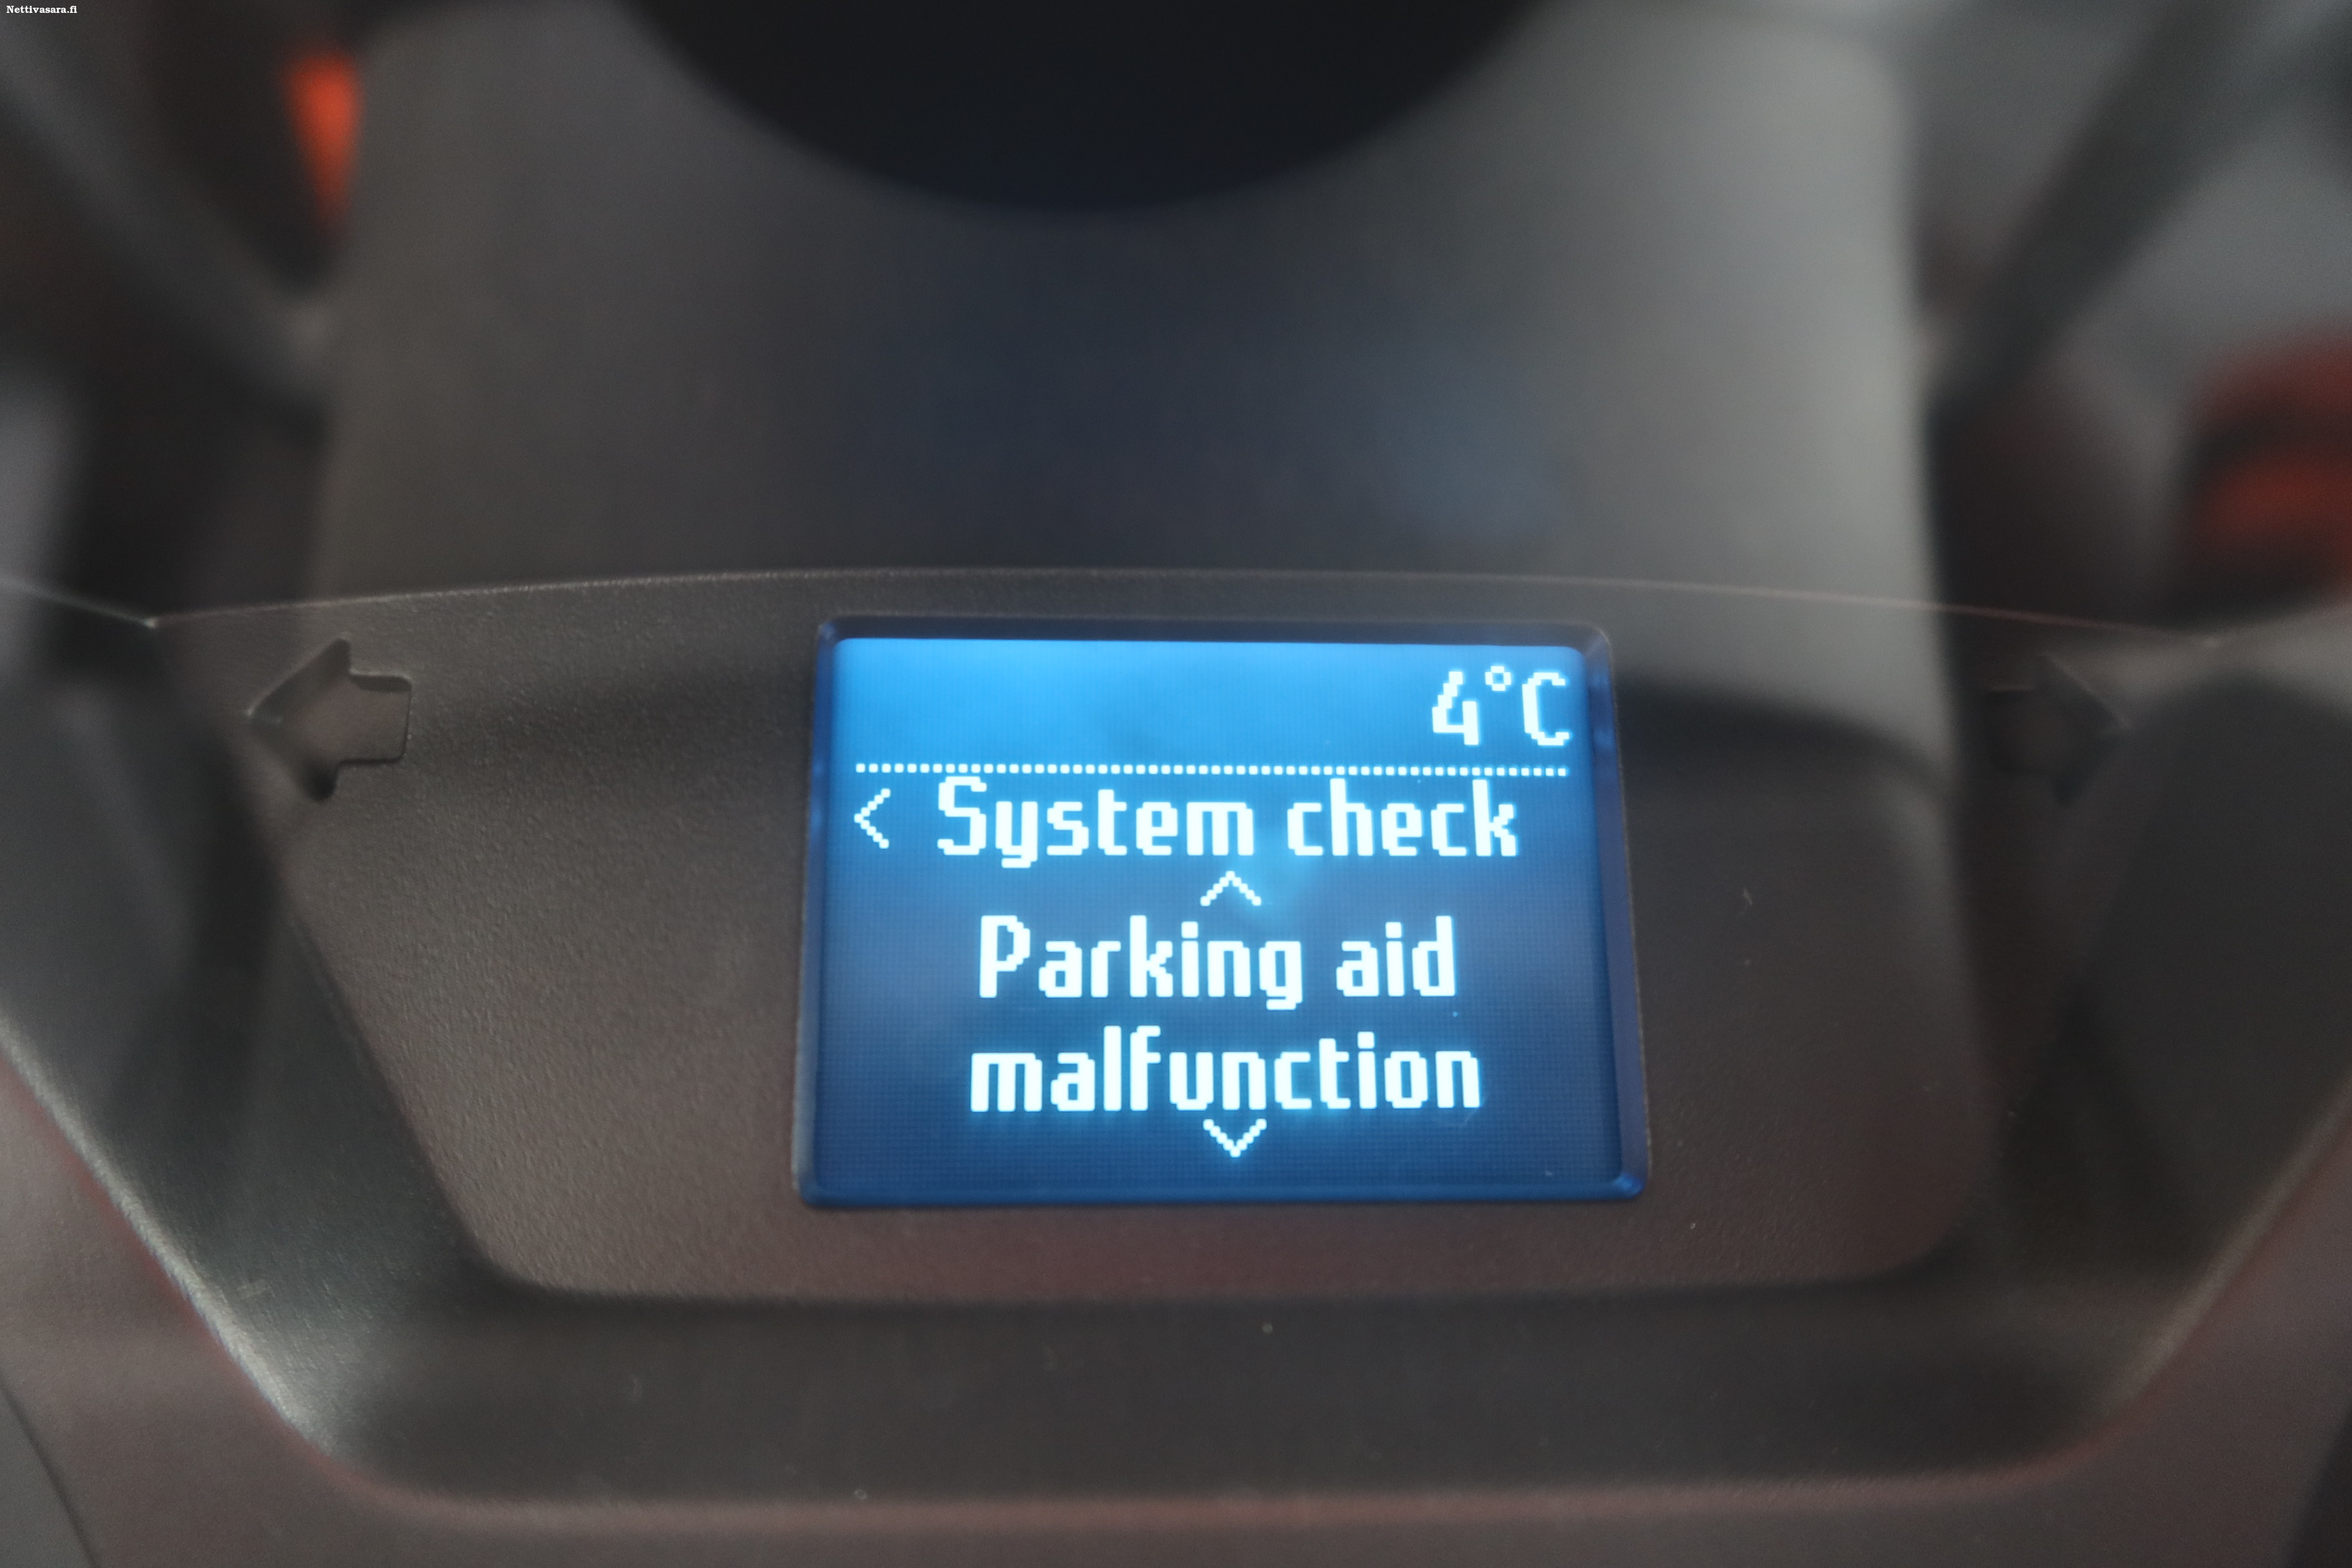 Nettivasara.fi
4°C
< System check
Parking aid
malfunction